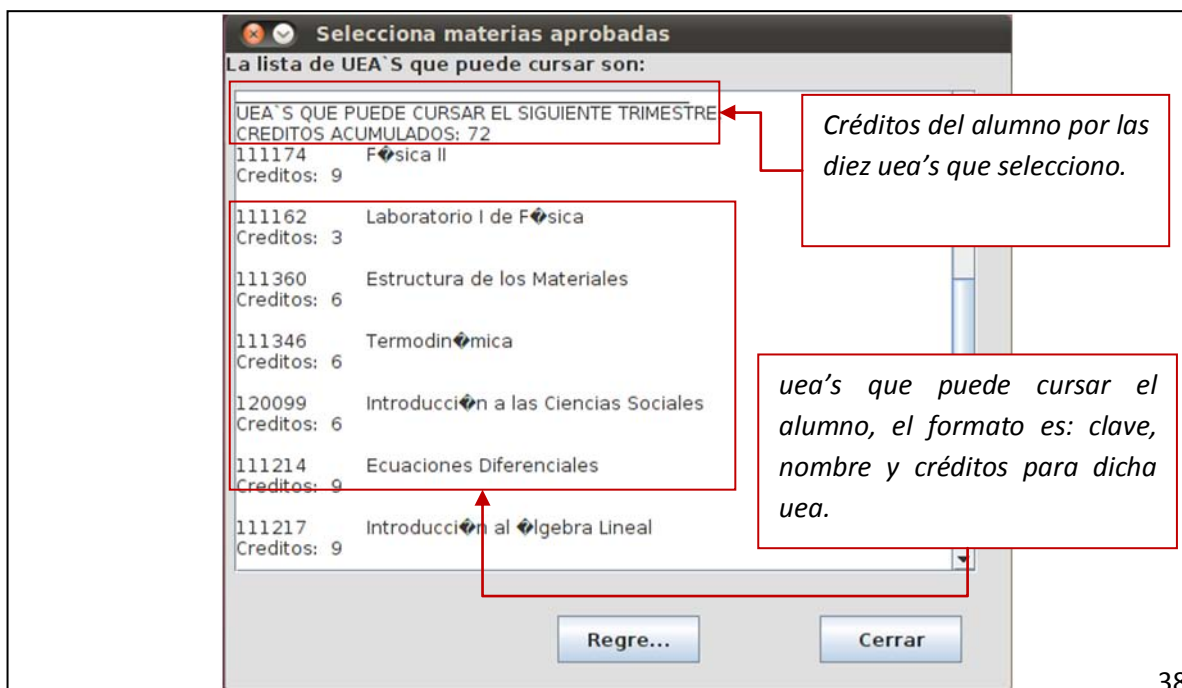 Selecciona materias aprobadas
La lista de UEA`S que puede cursar son:
UEA`S QUE PUEDE CURSAR EL SIGUIENTE TRIMESTRE
CREDITOS ACUMULADOS: 72
111174 F�sica II
Creditos: 9
111162 Laboratorio I de F�sica
Creditos: 3
111360 Estructura de los Materiales
Creditos: 6
111346 Termodin�mica
Creditos: 6
120099 Introducci�n a las Ciencias Sociales
Creditos: 6
111214 Ecuaciones Diferenciales
Creditos: 9
111217 Introducci�n al �lgebra Lineal
Creditos: 9
Regre...
Cerrar
Créditos del alumno por las
diez uea’s que selecciono.
uea’s que puede cursar el
alumno, el formato es: clave,
nombre y créditos para dicha
uea.
38